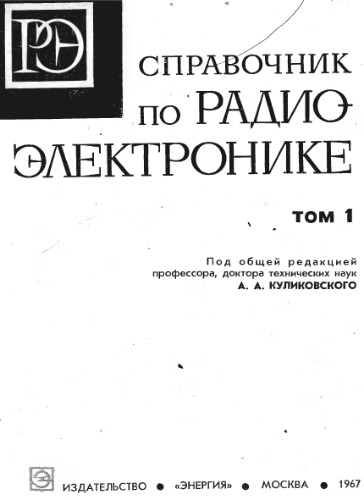 РЭ
СПРАВОЧНИК
ПО РАДИО-
ЭЛЕКТРОНИКЕ
ТОМ 1
Под общей редакцией
профессора, доктора технических наук
А. А. КУЛИКОВСКОГО
ИЗДАТЕЛЬСТВО ● «ЭНЕРГИЯ» ● МОСКВА ● 1967